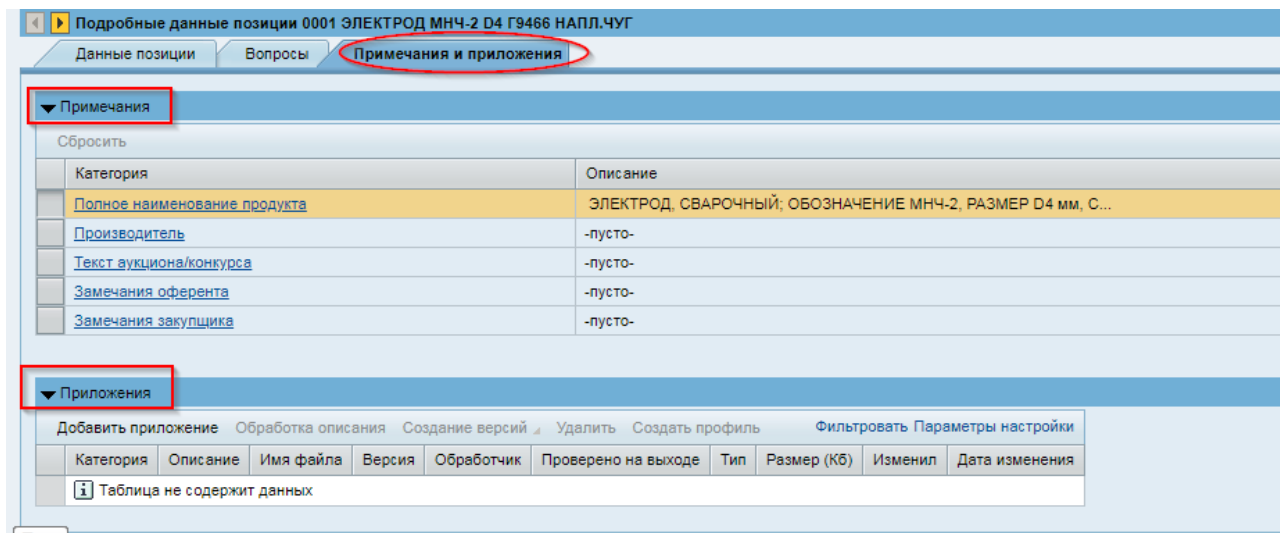 Подробные данные позиции 0001 ЭЛЕКТРОД МНЧ-2 D4 Г9466 НАПЛ.ЧУГ
Данные позиции Вопросы Примечания и приложения
Примечания
Сбросить
Категория Описание
Полное наименование продукта ЭЛЕКТРОД, СВАРОЧНЫЙ; ОБОЗНАЧЕНИЕ МНЧ-2, РАЗМЕР D4 мм, С...
Производитель -пусто-
Текст аукциона/конкурса -пусто-
Замечания оферента -пусто-
Замечания закупщика -пусто-
Приложения
Добавить приложение Обработка описания Создание версий Удалить Создать профиль Фильтровать Параметры настройки
Категория Описание Имя файла Версия Обработчик Проверено на выходе Тип Размер (Кб) Изменил Дата изменения
Таблица не содержит данных